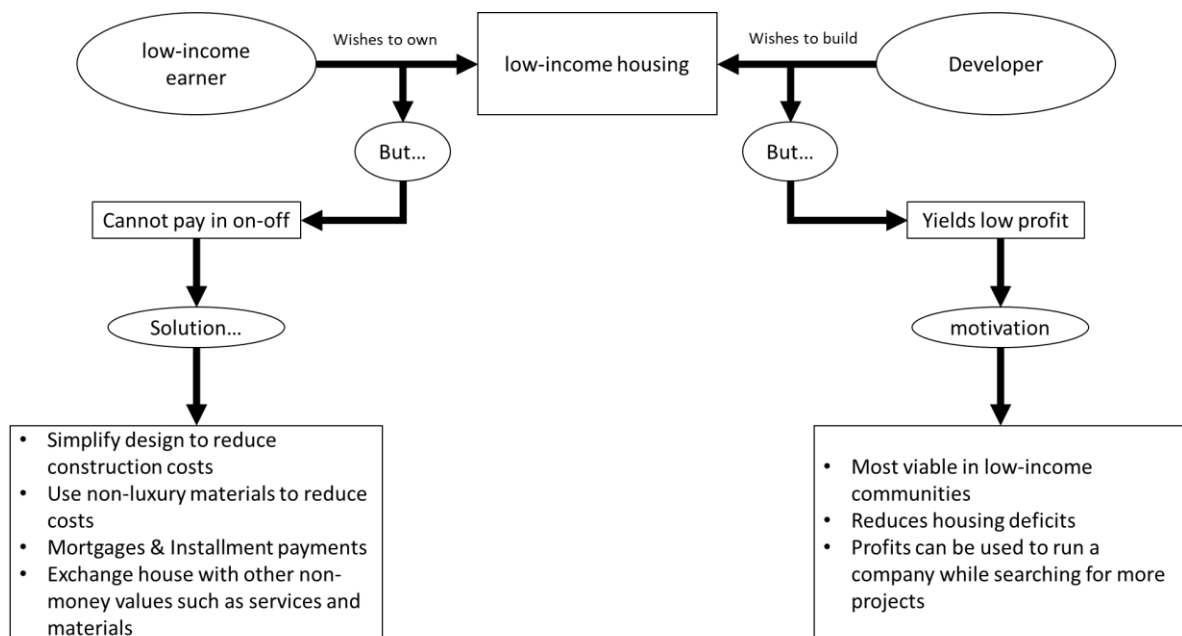 low-income
earner
Wishes to own
low-income housing
Wishes to build
Developer
But...
But...
Cannot pay in on-off
Yields low profit
Solution...
motivation
• Simplify design to reduce
construction costs
• Use non-luxury materials to reduce
costs
• Mortgages & Installment payments
• Exchange house with other non-
money values such as services and
materials
• Most viable in low-income
communities
• Reduces housing deficits
• Profits can be used to run a
company while searching for more
projects